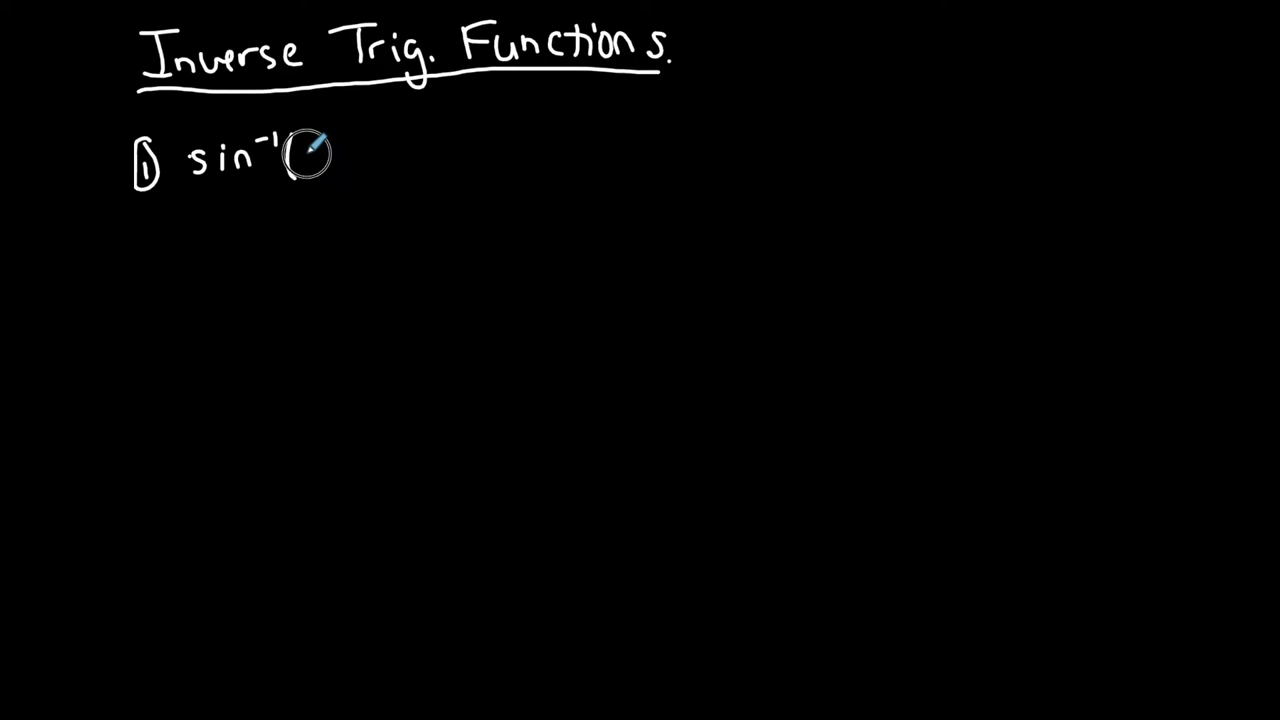 Inverse Trig. Functions.
① sin⁻¹(